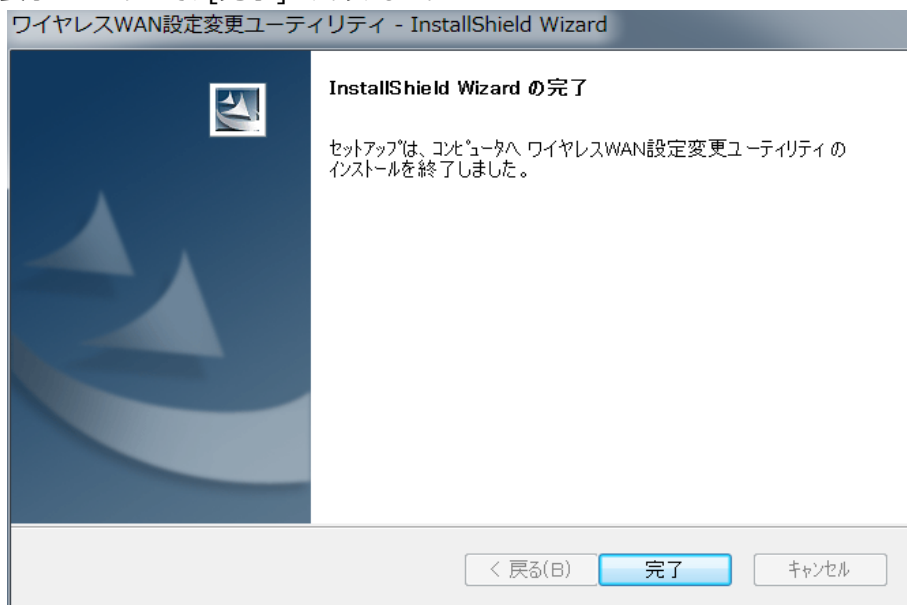 ワイヤレスWAN設定変更ユーティリティ - InstallShield Wizard
InstallShield Wizard の完了
セットアップは、コンピュータへ ワイヤレスWAN設定変更ユーティリティ の
インストールを終了しました。
< 戻る(B)
完了
キャンセル